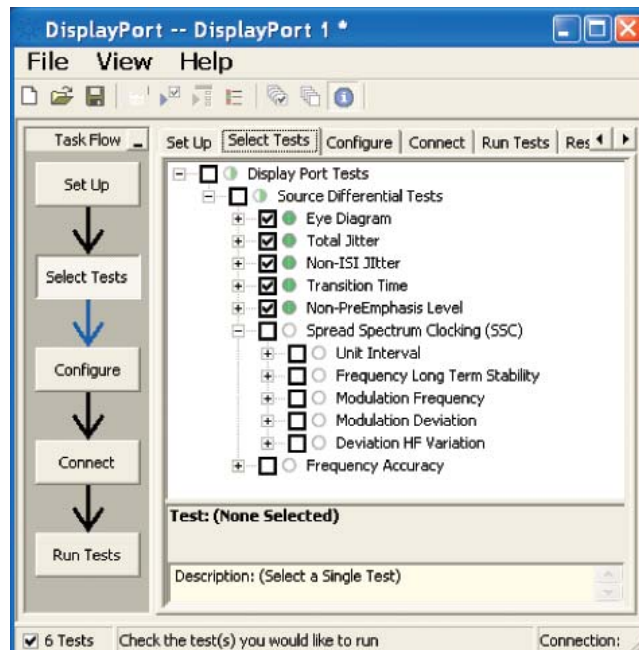 DisplayPort -- DisplayPort 1 *
File View Help
Task Flow
Set Up
Select Tests
Configure
Connect
Run Tests
Set Up Select Tests Configure Connect Run Tests Res
Display Port Tests
Source Differential Tests
Eye Diagram
Total Jitter
Non-ISI JItter
Transition Time
Non-PreEmphasis Level
Spread Spectrum Clocking (SSC)
Unit Interval
Frequency Long Term Stability
Modulation Frequency
Modulation Deviation
Deviation HF Variation
Frequency Accuracy
Test: (None Selected)
Description: (Select a Single Test)
6 Tests Check the test(s) you would like to run Connection: